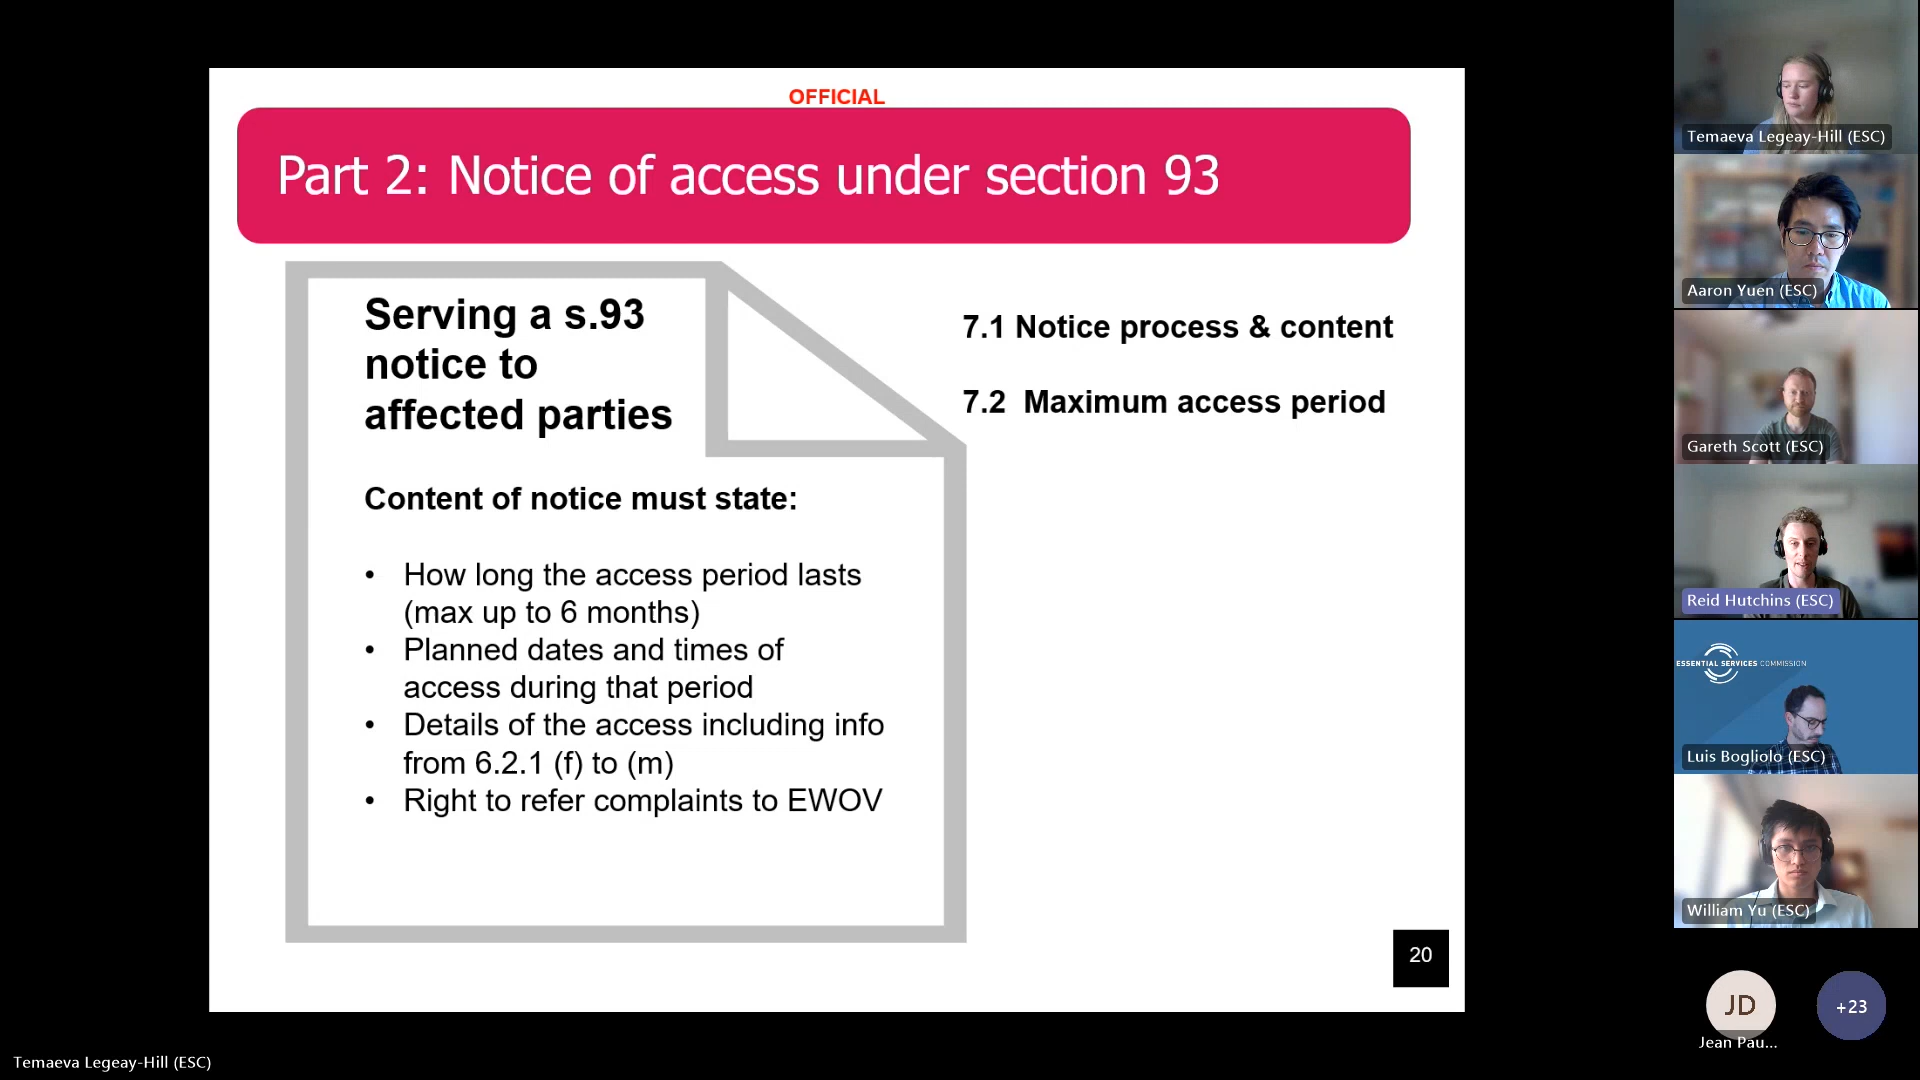 OFFICIAL
Part 2: Notice of access under section 93
Serving a s.93
notice to
affected parties
Content of notice must state:
• How long the access period lasts
(max up to 6 months)
• Planned dates and times of
access during that period
• Details of the access including info
from 6.2.1 (f) to (m)
• Right to refer complaints to EWOV
7.1 Notice process & content
7.2 Maximum access period
20
Temaeva Legeay-Hill (ESC)
Aaron Yuen (ESC)
Gareth Scott (ESC)
Reid Hutchins (ESC)
ESSENTIAL SERVICES COMMISSION
Luis Bogliolo (ESC)
William Yu (ESC)
JD
Jean Pau...
+23
Temaeva Legeay-Hill (ESC)